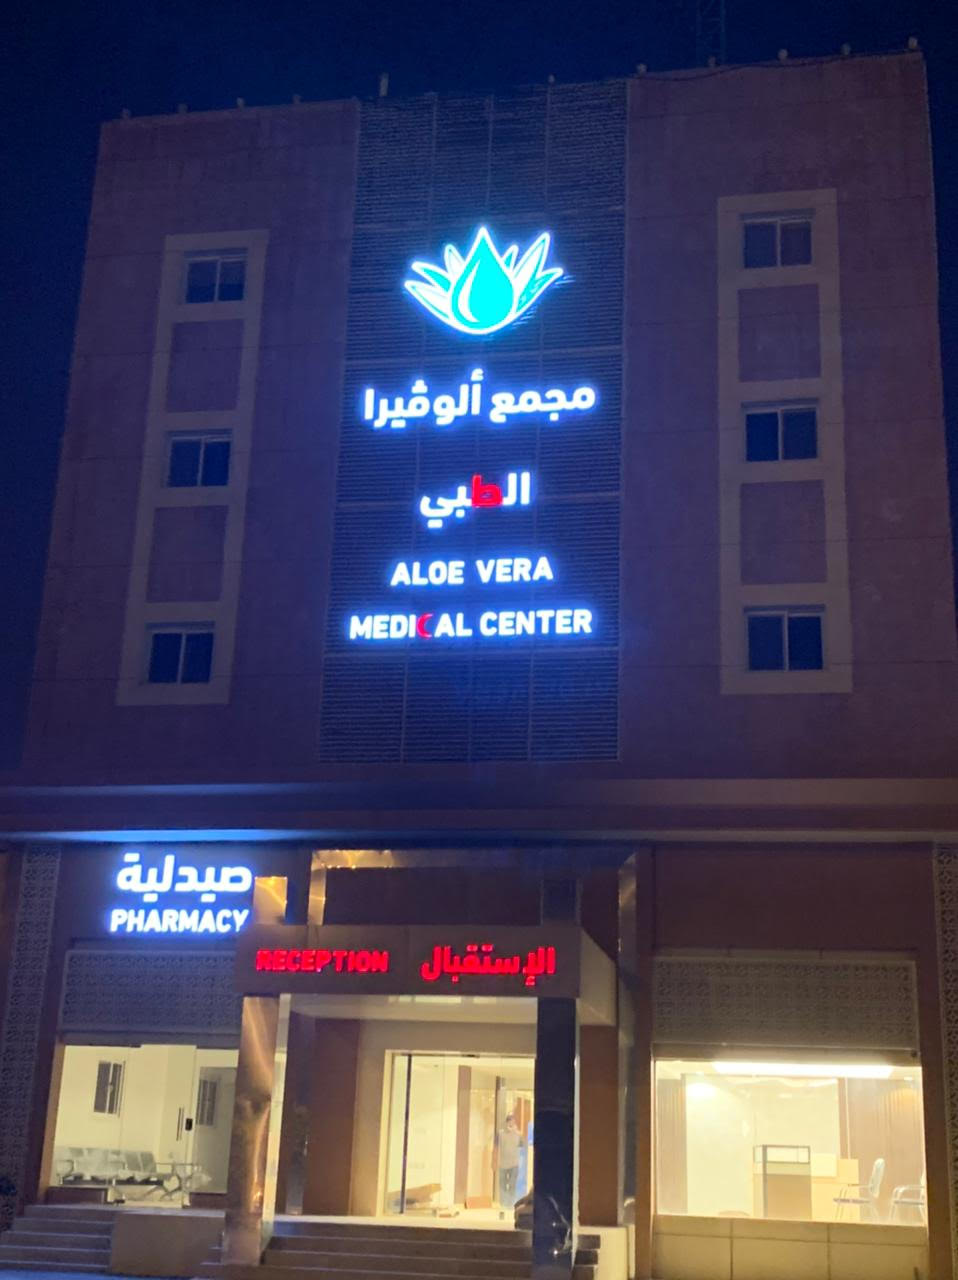 مجمع ألوڤيرا
الطبي
ALOE VERA
MEDICAL CENTER
صيدلية
PHARMACY
RECEPTION الإستقبال